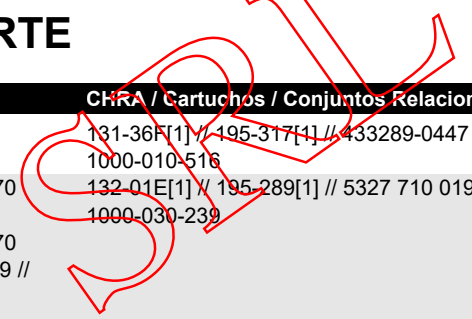 RTE
CHRA / Cartuchos / Conjuntos Relacion
131-36F[1] // 195-317[1] // 433289-0447
1000-010-516
70 132-01E[1] // 195-289[1] // 5327 710 019
1000-030-239
70
9 //
SRL